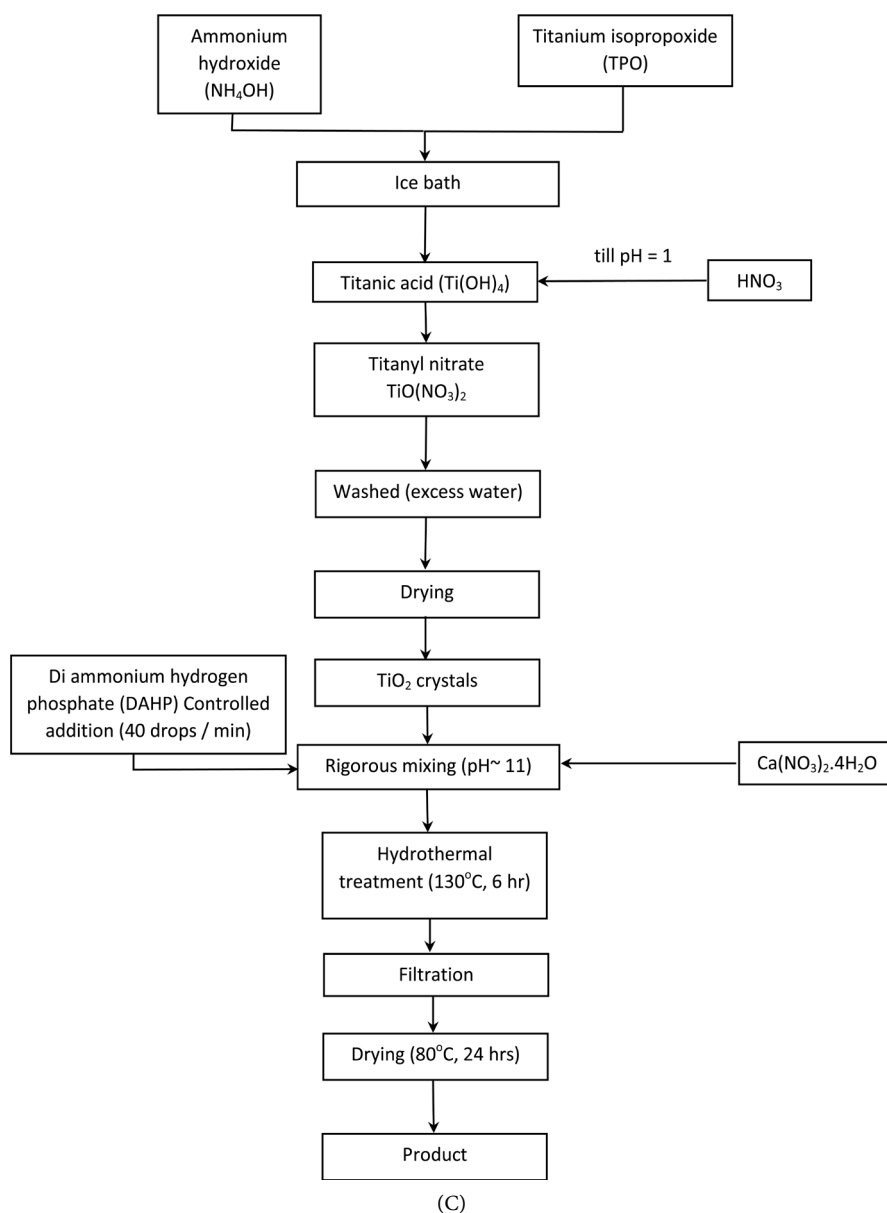 Ammonium
hydroxide
(NH₄OH)
Titanium isopropoxide
(TPO)
Ice bath
till pH = 1
Titanic acid (Ti(OH)₄)
HNO₃
Titanyl nitrate
TiO(NO₃)₂
Washed (excess water)
Drying
TiO₂ crystals
Di ammonium hydrogen
phosphate (DAHP) Controlled
addition (40 drops / min)
Rigorous mixing (pH~ 11)
Ca(NO₃)₂.4H₂O
Hydrothermal
treatment (130°C, 6 hr)
Filtration
Drying (80°C, 24 hrs)
Product
(C)